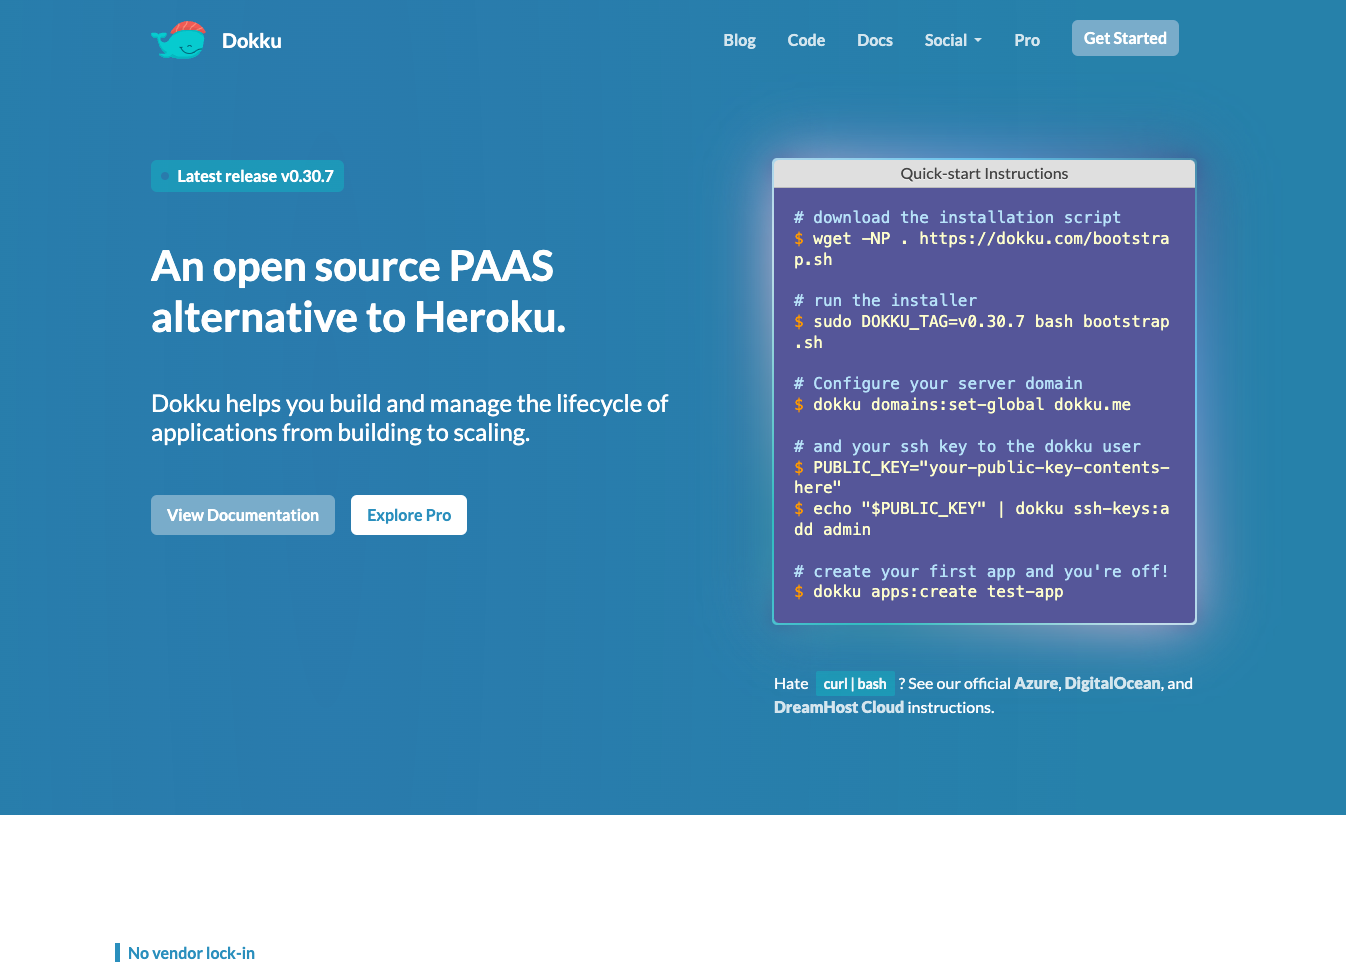 Dokku
Blog Code Docs Social Pro Get Started
Latest release v0.30.7
An open source PAAS
alternative to Heroku.
Dokku helps you build and manage the lifecycle of
applications from building to scaling.
View Documentation Explore Pro
Quick-start Instructions
# download the installation script
$ wget -NP . https://dokku.com/bootstra
p.sh
# run the installer
$ sudo DOKKU_TAG=v0.30.7 bash bootstrap
.sh
# Configure your server domain
$ dokku domains:set-global dokku.me
# and your ssh key to the dokku user
$ PUBLIC_KEY="your-public-key-contents-
here"
$ echo "$PUBLIC_KEY" | dokku ssh-keys:a
dd admin
# create your first app and you're off!
$ dokku apps:create test-app
Hate curl | bash ? See our official Azure, DigitalOcean, and
DreamHost Cloud instructions.
No vendor lock-in